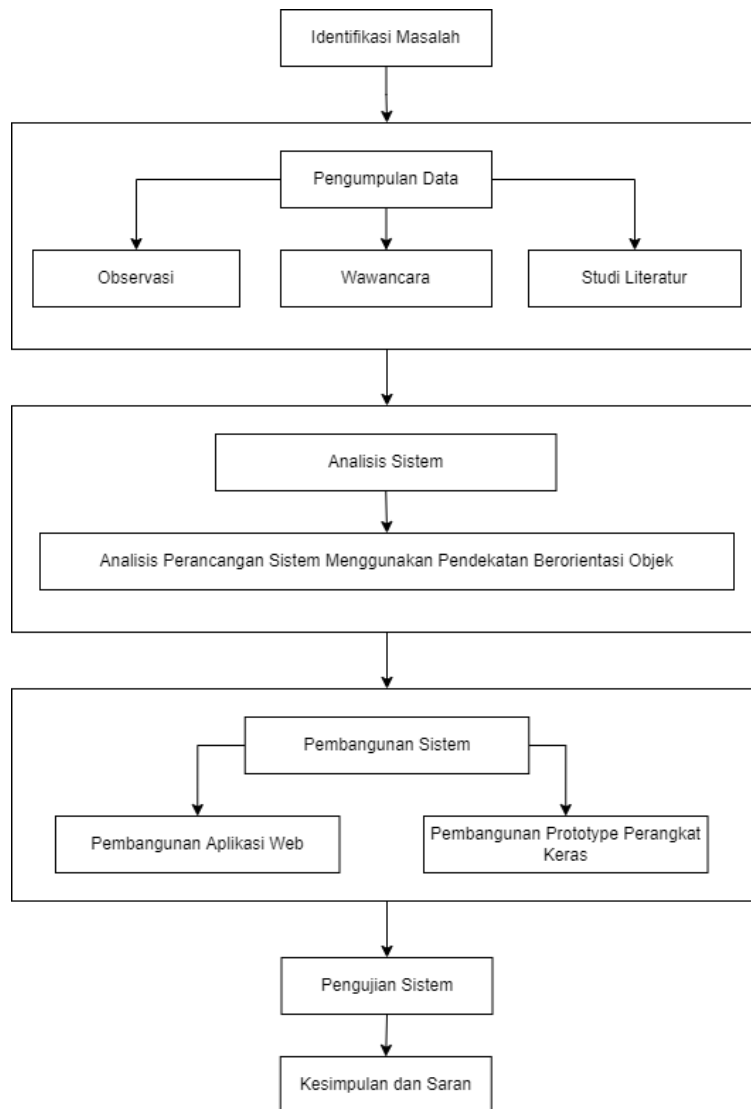 Identifikasi Masalah
Pengumpulan Data
Observasi
Wawancara
Studi Literatur
Analisis Sistem
Analisis Perancangan Sistem Menggunakan Pendekatan Berorientasi Objek
Pembangunan Sistem
Pembangunan Aplikasi Web
Pembangunan Prototype Perangkat
Keras
Pengujian Sistem
Kesimpulan dan Saran